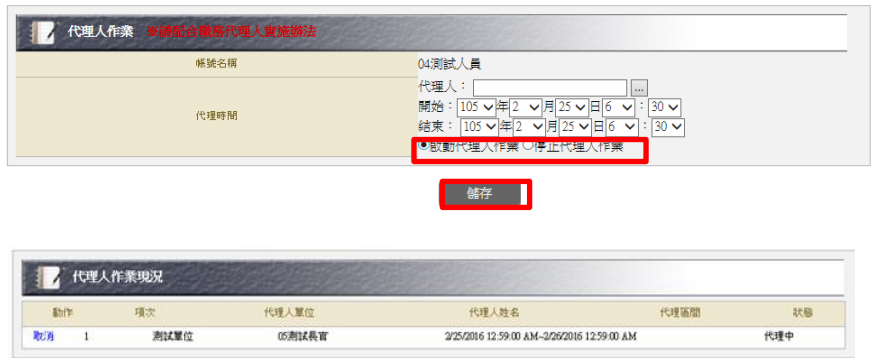 代理人作業 ※請配合職務代理人實施辦法
帳號名稱 04測試人員
代理時間
代理人： ...
開始：105年2月25日6：30
結束：105年2月25日6：30
啟動代理人作業 停止代理人作業
儲存
代理人作業現況
動作 項次 代理人單位 代理人姓名 代理區間 狀態
取消 1 測試單位 05測試長官 2/25/2016 12:59:00 AM~2/26/2016 12:59:00 AM 代理中